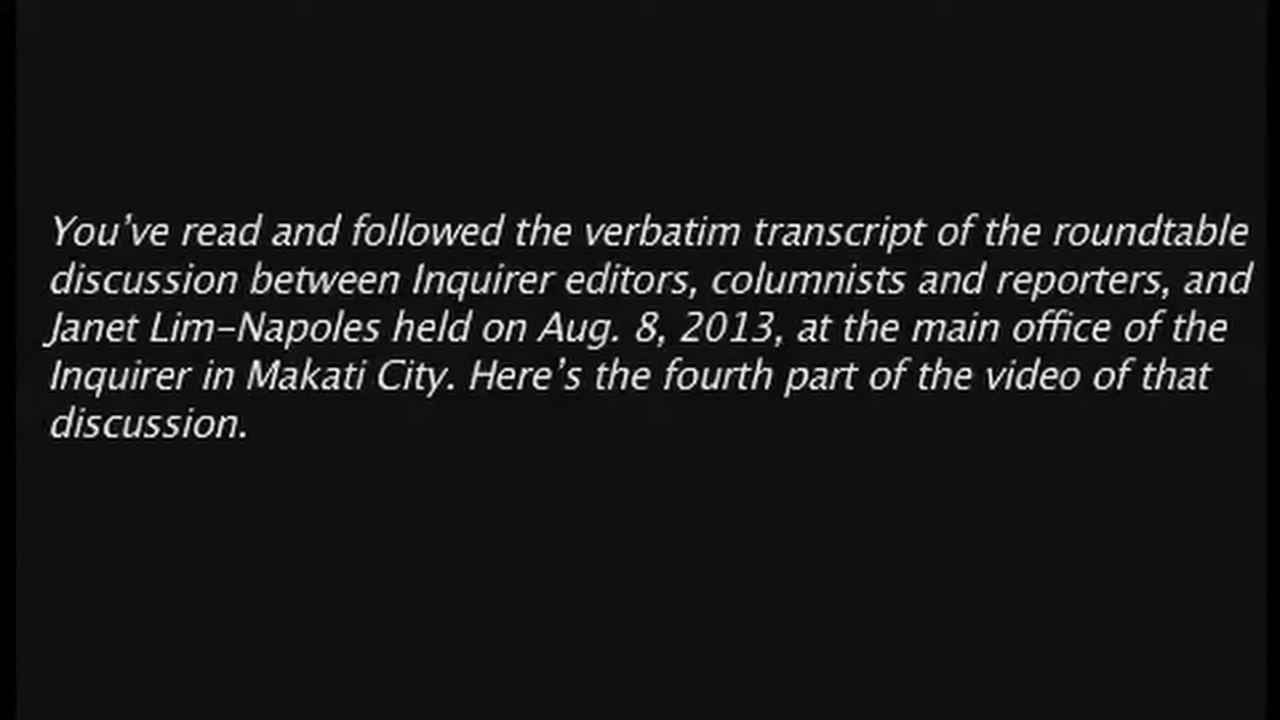 You've read and followed the verbatim transcript of the roundtable
discussion between Inquirer editors, columnists and reporters, and
Janet Lim-Napoles held on Aug. 8, 2013, at the main office of the
Inquirer in Makati City. Here's the fourth part of the video of that
discussion.